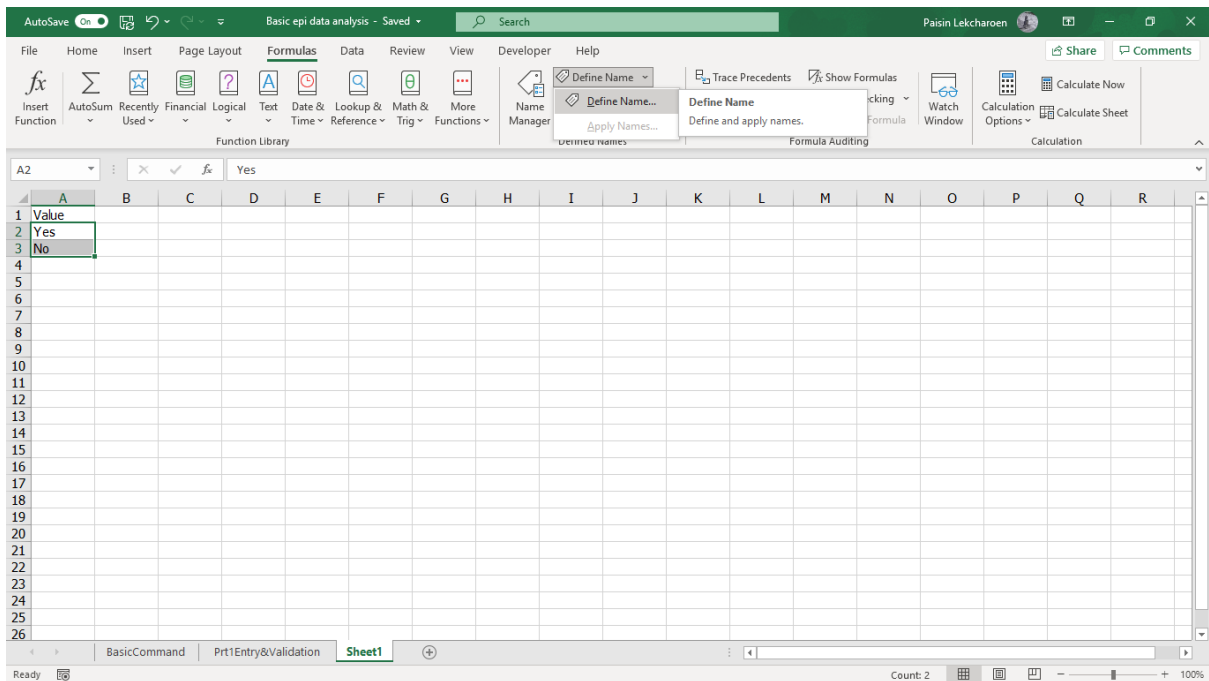 AutoSave On Basic epi data analysis - Saved Search Paisin Lekcharoen
File Home Insert Page Layout Formulas Data Review View Developer Help Share Comments
Insert Function
AutoSum
Recently Used
Financial
Logical
Text
Date & Time
Lookup & Reference
Math & Trig
More Functions
Function Library
Name Manager
Define Name
Define Name...
Apply Names...
Defined Names
Define Name
Define and apply names.
Trace Precedents
Show Formulas
cking
Formula
Formula Auditing
Watch Window
Calculation Options
Calculate Now
Calculate Sheet
Calculation
A2 fx Yes
A B C D E F G H I J K L M N O P Q R
1 Value
2 Yes
3 No
4
5
6
7
8
9
10
11
12
13
14
15
16
17
18
19
20
21
22
23
24
25
26
BasicCommand Prt1Entry&Validation Sheet1
Ready Count: 2 100%